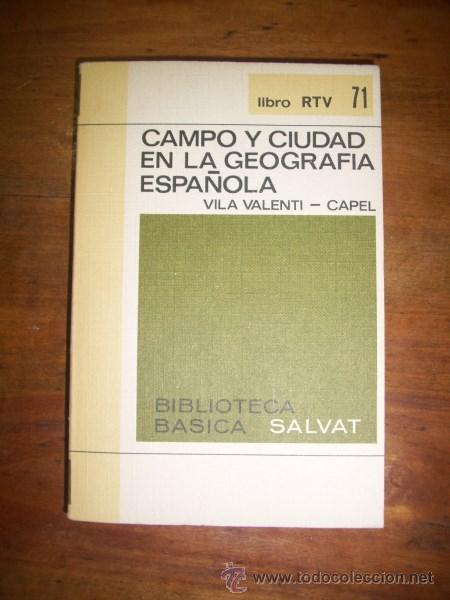 libro RTV 71
CAMPO Y CIUDAD
EN LA GEOGRAFIA
ESPAÑOLA
VILA VALENTI - CAPEL
BIBLIOTECA
BASICA SALVAT
www.todocoleccion.net